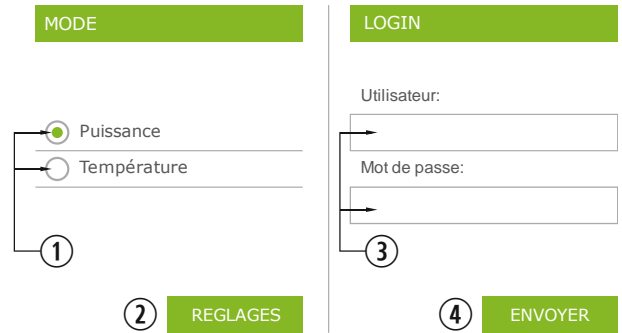 MODE
Puissance
Température
1
2 REGLAGES
LOGIN
Utilisateur:
Mot de passe:
3
4 ENVOYER